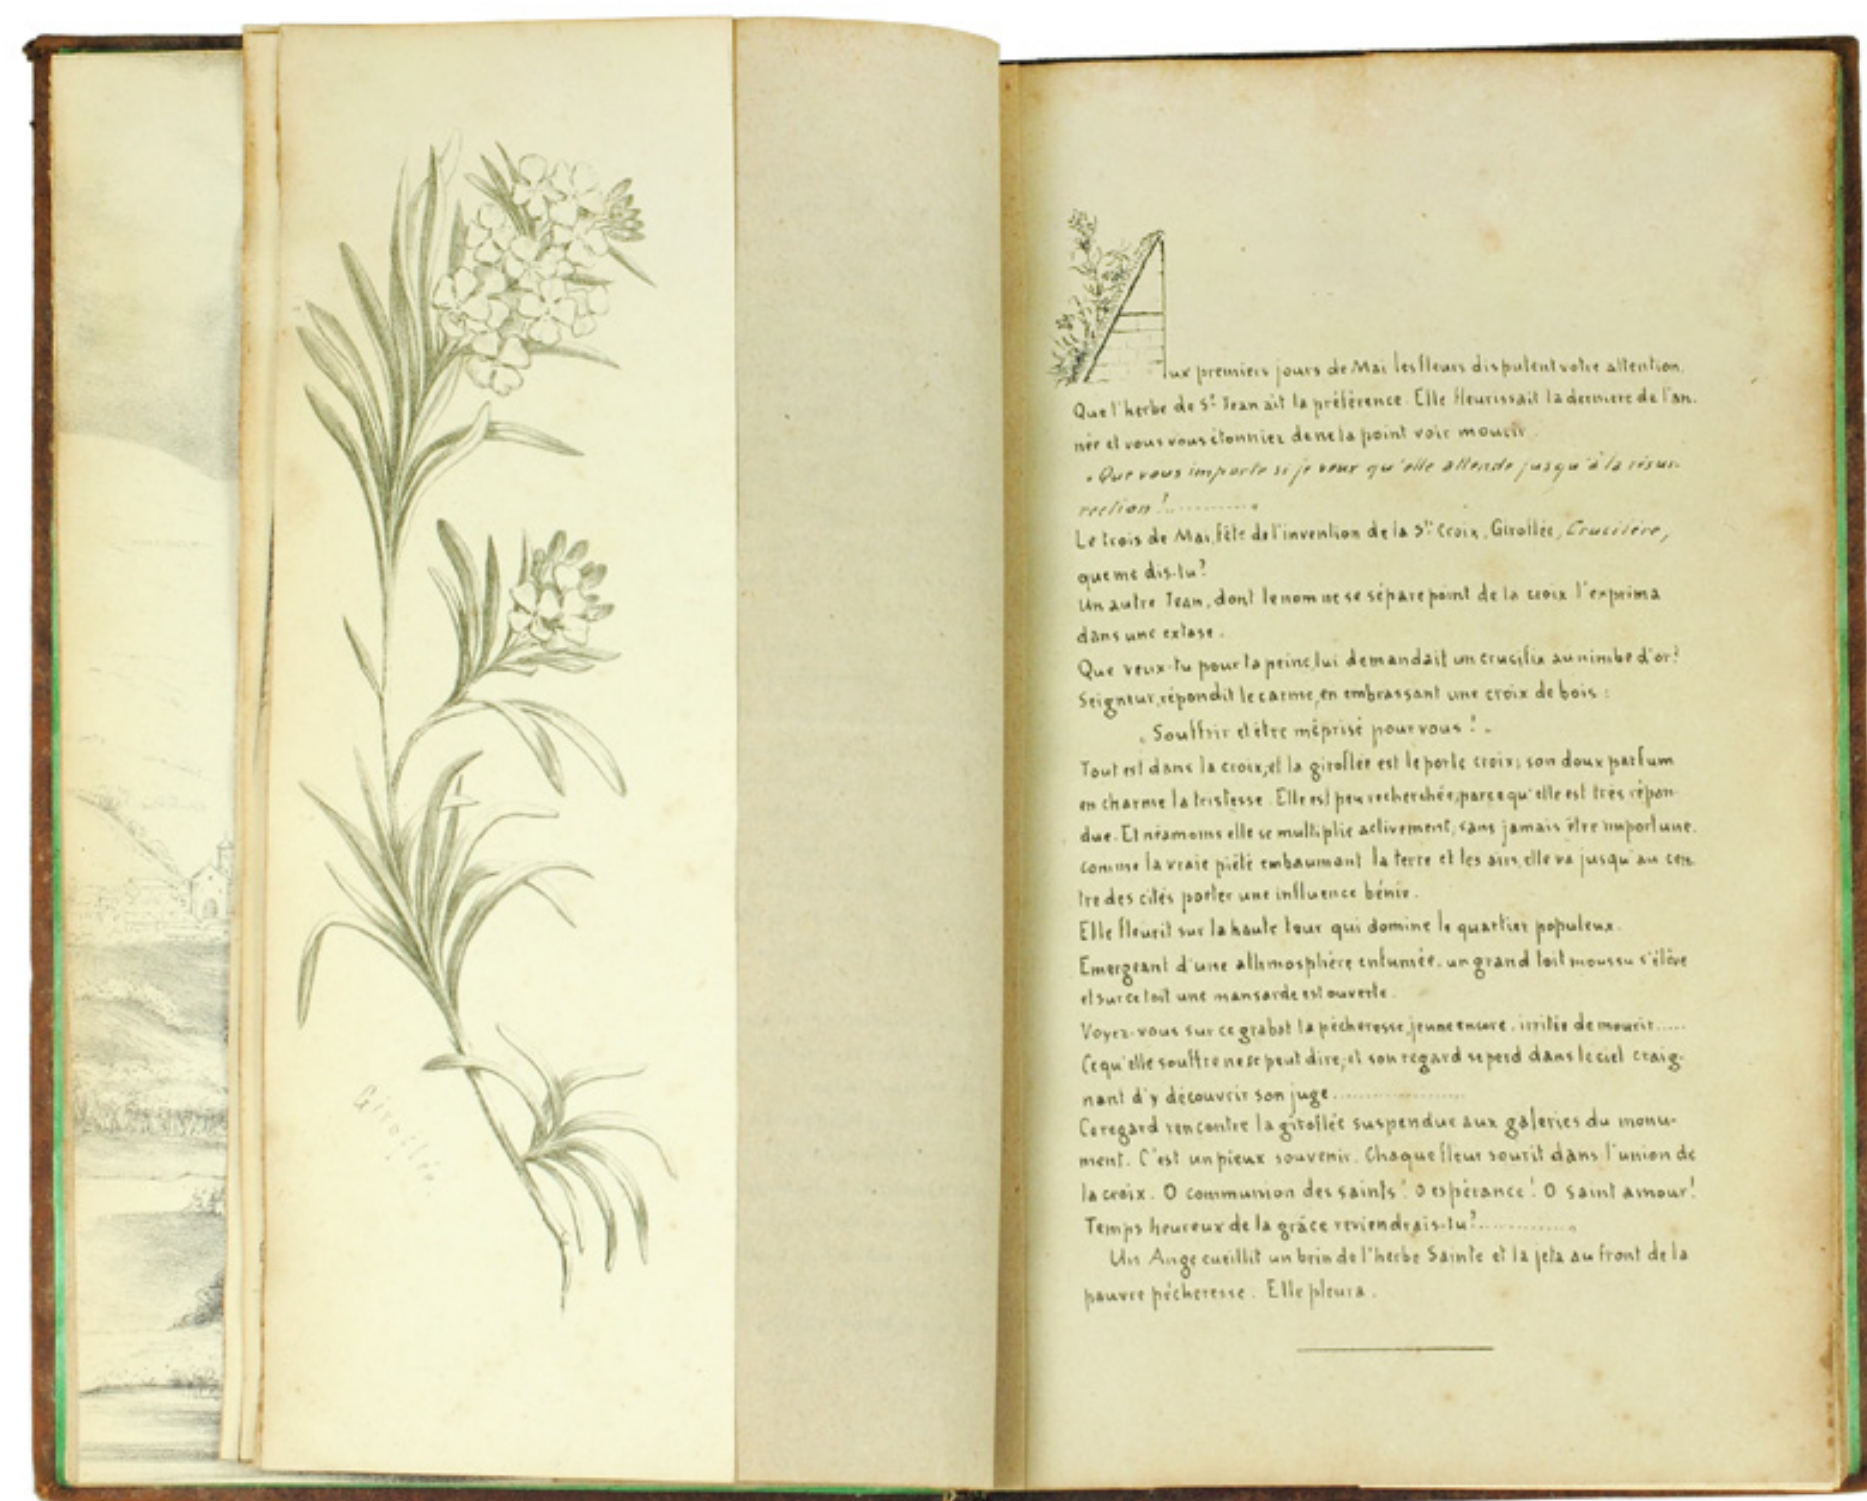 Giroflée
Aux premiers jours de Mai les fleurs disputent votre attention.
Que l'herbe de St Jean ait la préférence. Elle fleurissait la dernière de l'an-
née et vous vous étonniez de ne la point voir mourir.
« Que vous importe si je veux qu'elle attende jusqu'à la résur-
rection !.......... »
Le trois de Mai, fête de l'invention de la Ste Croix, Giroflée, Crucifère,
que me dis-tu?
Un autre Jean, dont le nom ne se sépare point de la croix l'exprima
dans une extase.
Que veux-tu pour ta peine, lui demandait un crucifix au nimbe d'or?
Seigneur, répondit le carme, en embrassant une croix de bois :
« Souffrir et être méprisé pour vous ! »
Tout est dans la croix; et la giroflée est le porte croix; son doux parfum
en charme la tristesse. Elle est peu recherchée, parce qu'elle est très répan-
due. Et néamoins elle se multiplie activement, sans jamais être importune.
comme la vraie piété embaumant la terre et les airs, elle va jusqu'au cen-
tre des cités porter une influence bénie.
Elle fleurit sur la haute tour qui domine le quartier populeux.
Emergeant d'une athmosphère enfumée, un grand toit moussu s'élève
et sur ce toit une mansarde est ouverte.
Voyez-vous sur ce grabat la pècheresse, jeune encore, irritée de mourir.....
Ce qu'elle souffre ne se peut dire, et son regard se perd dans le ciel craig-
nant d'y découvrir son juge...................
Ce regard rencontre la giroflée suspendue aux galeries du monu-
ment. C'est un pieux souvenir. Chaque fleur sourit dans l'union de
la croix. O communion des saints! O espérance! O saint amour!
Temps heureux de la grâce reviendrais-tu?..............
Un Ange cueillit un brin de l'herbe Sainte et la jeta au front de la
pauvre pècheresse. Elle pleura.